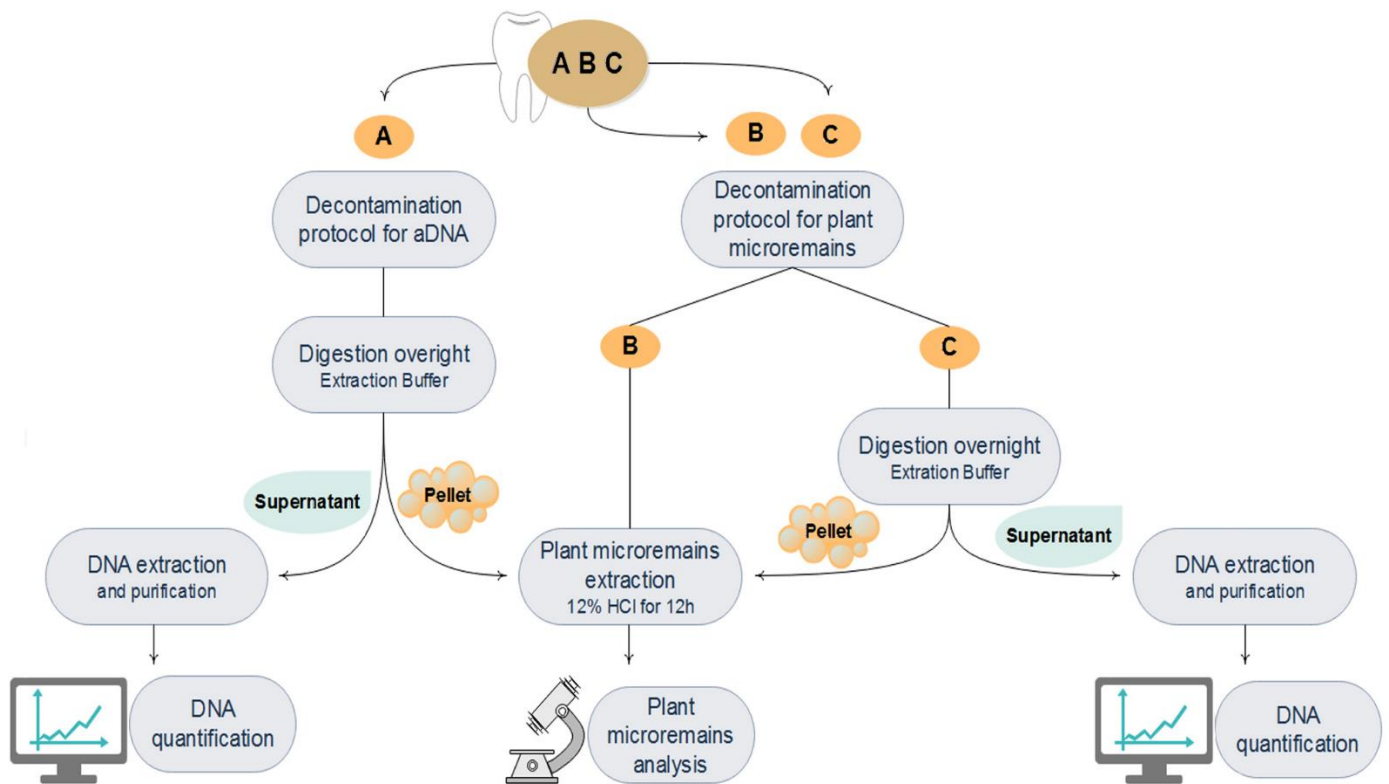 A B C
A
B
C
Decontamination
protocol for aDNA
Decontamination
protocol for plant
microremains
Digestion overight
Extraction Buffer
B
C
Digestion overnight
Extration Buffer
Supernatant
Pellet
Pellet
Supernatant
DNA extraction
and purification
Plant microremains
extraction
12% HCl for 12h
DNA extraction
and purification
DNA
quantification
Plant
microremains
analysis
DNA
quantification